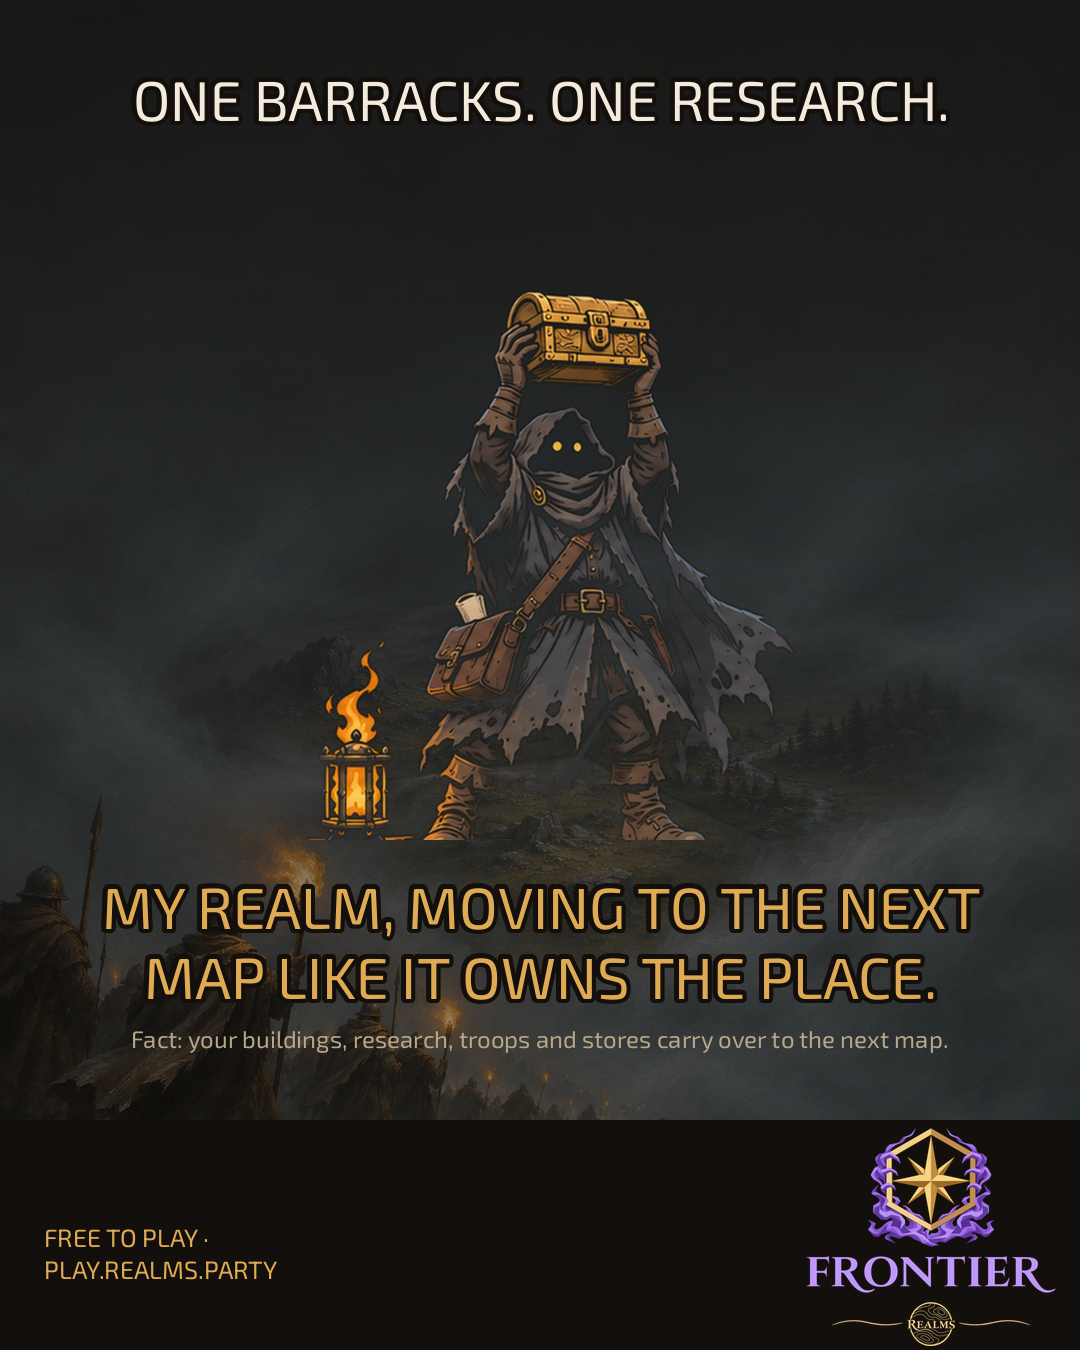 ONE BARRACKS. ONE RESEARCH.
MY REALM, MOVING TO THE NEXT
MAP LIKE IT OWNS THE PLACE.
Fact: your buildings, research, troops and stores carry over to the next map.
FREE TO PLAY ·
PLAY.REALMS.PARTY
FRONTIER
REALMS